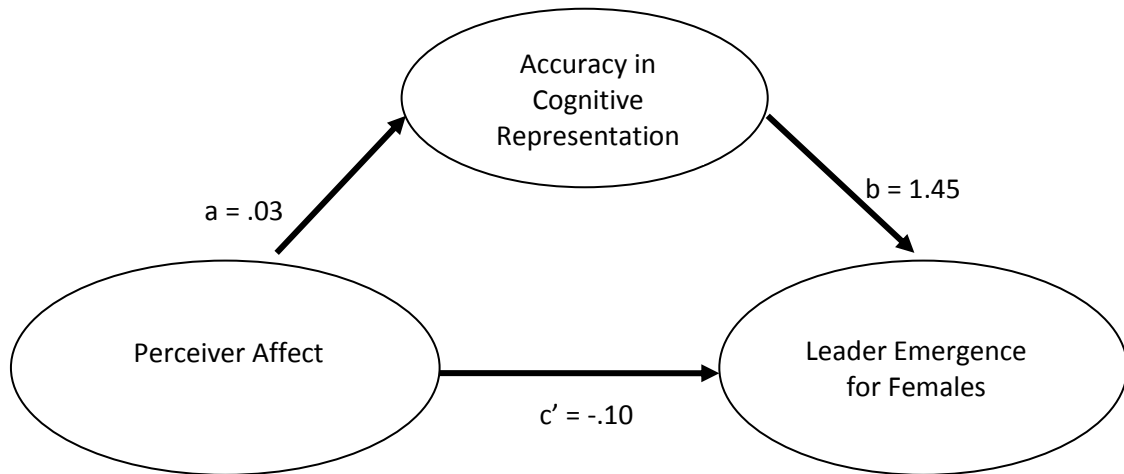 Accuracy in
Cognitive
Representation
a = .03
b = 1.45
Perceiver Affect
Leader Emergence
for Females
c’ = -.10